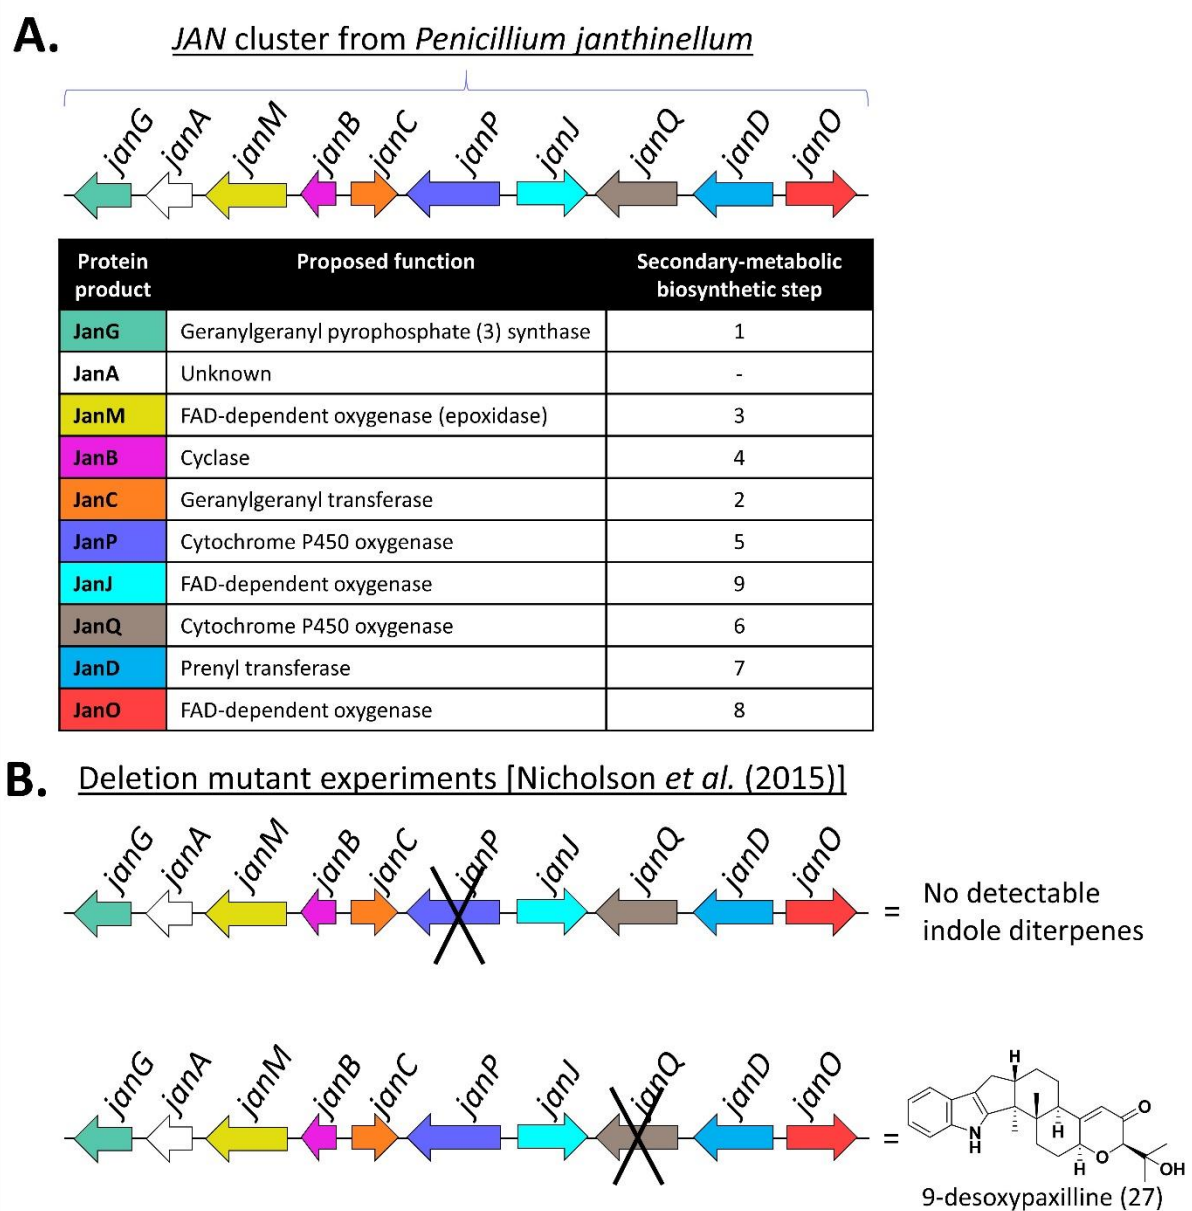 A.
JAN cluster from Penicillium janthinellum
janG janA janM janB janC janP janJ janQ janD janO
Protein product Proposed function Secondary-metabolic biosynthetic step
JanG Geranylgeranyl pyrophosphate (3) synthase 1
JanA Unknown -
JanM FAD-dependent oxygenase (epoxidase) 3
JanB Cyclase 4
JanC Geranylgeranyl transferase 2
JanP Cytochrome P450 oxygenase 5
JanJ FAD-dependent oxygenase 9
JanQ Cytochrome P450 oxygenase 6
JanD Prenyl transferase 7
JanO FAD-dependent oxygenase 8
B. Deletion mutant experiments [Nicholson et al. (2015)]
janG janA janM janB janC janP janJ janQ janD janO
= No detectable
indole diterpenes
janG janA janM janB janC janP janJ janQ janD janO
=
H
O
N
H
H
H
O
OH
9-desoxypaxilline (27)